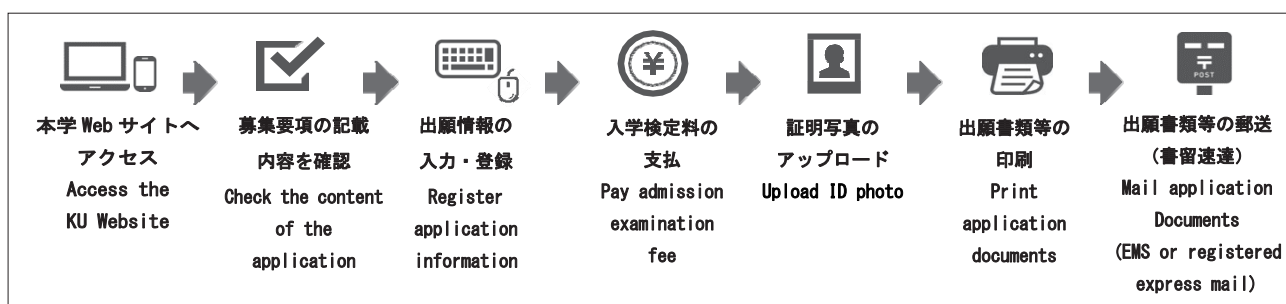 本学 Web サイトへ
アクセス
Access the
KU Website
募集要項の記載
内容を確認
Check the content
of the
application
出願情報の
入力・登録
Register
application
information
¥
入学検定料の
支払
Pay admission
examination
fee
証明写真の
アップロード
Upload ID photo
出願書類等の
印刷
Print
application
documents
〒
POST
出願書類等の郵送
(書留速達)
Mail application
Documents
(EMS or registered
express mail)